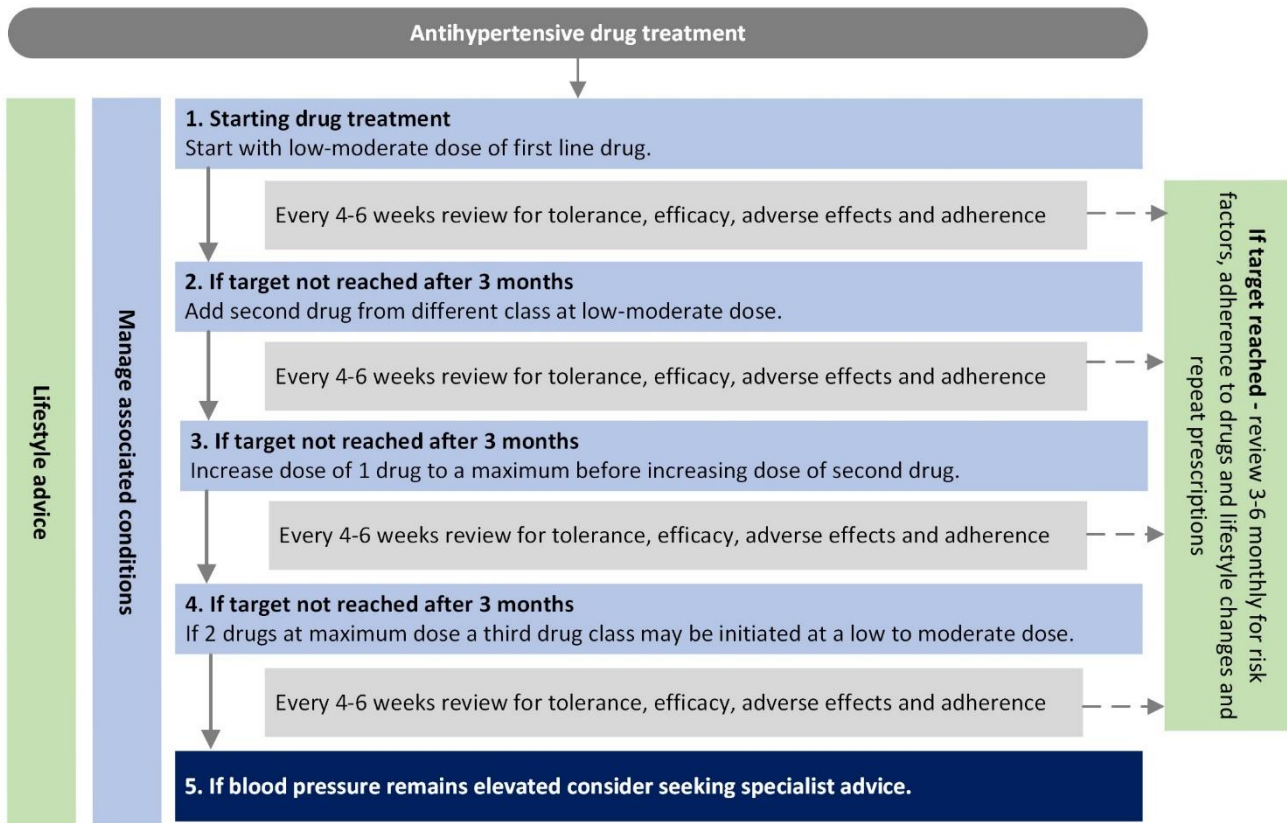 Antihypertensive drug treatment
Lifestyle advice
Manage associated conditions
1. Starting drug treatment
Start with low-moderate dose of first line drug.
Every 4-6 weeks review for tolerance, efficacy, adverse effects and adherence
2. If target not reached after 3 months
Add second drug from different class at low-moderate dose.
Every 4-6 weeks review for tolerance, efficacy, adverse effects and adherence
3. If target not reached after 3 months
Increase dose of 1 drug to a maximum before increasing dose of second drug.
Every 4-6 weeks review for tolerance, efficacy, adverse effects and adherence
4. If target not reached after 3 months
If 2 drugs at maximum dose a third drug class may be initiated at a low to moderate dose.
Every 4-6 weeks review for tolerance, efficacy, adverse effects and adherence
5. If blood pressure remains elevated consider seeking specialist advice.
If target reached - review 3-6 monthly for risk
factors, adherence to drugs and lifestyle changes and
repeat prescriptions